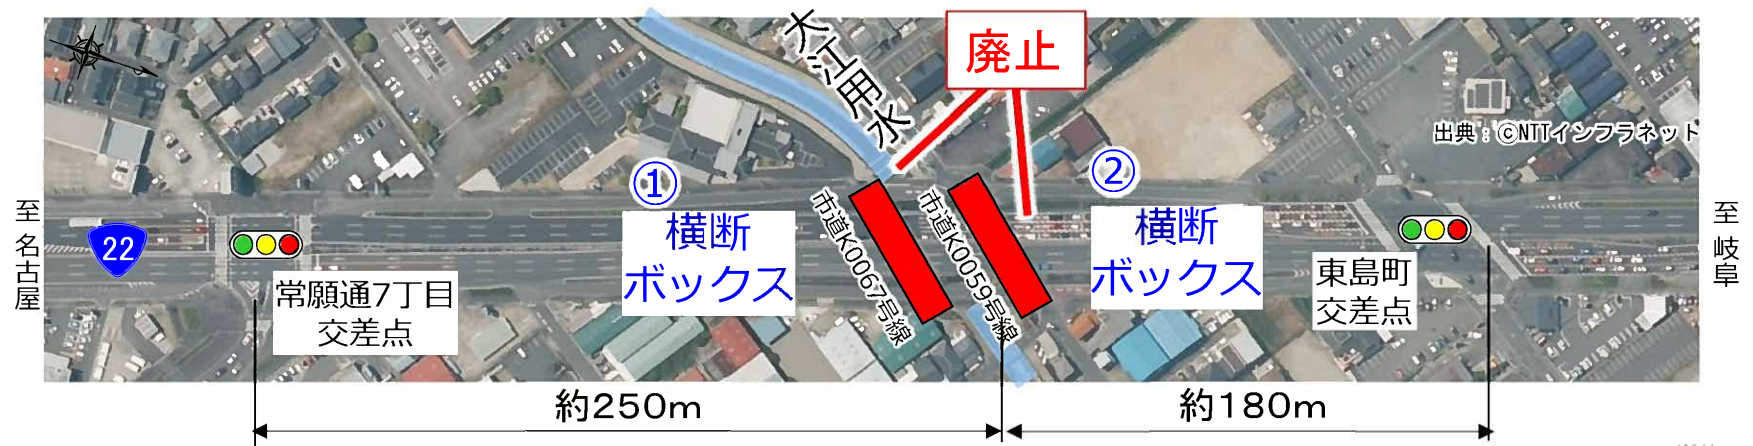 大江用水
廃止
出典：©NTTインフラネット
①
横断
ボックス
市道K0067号線
市道K0059号線
②
横断
ボックス
至 名古屋
22
常願通7丁目
交差点
東島町
交差点
至 岐阜
約250m
約180m